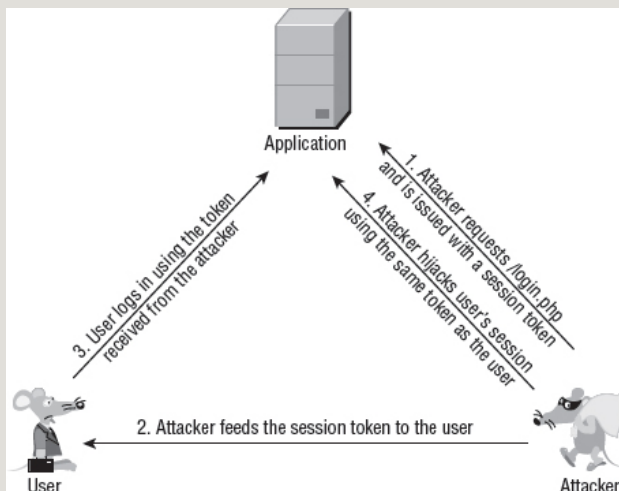 Application
1. Attacker requests /login.php
and is issued with a session token
4. Attacker hijacks user's session
using the same token as the user
3. User logs in using the token
received from the attacker
2. Attacker feeds the session token to the user
User
Attacker